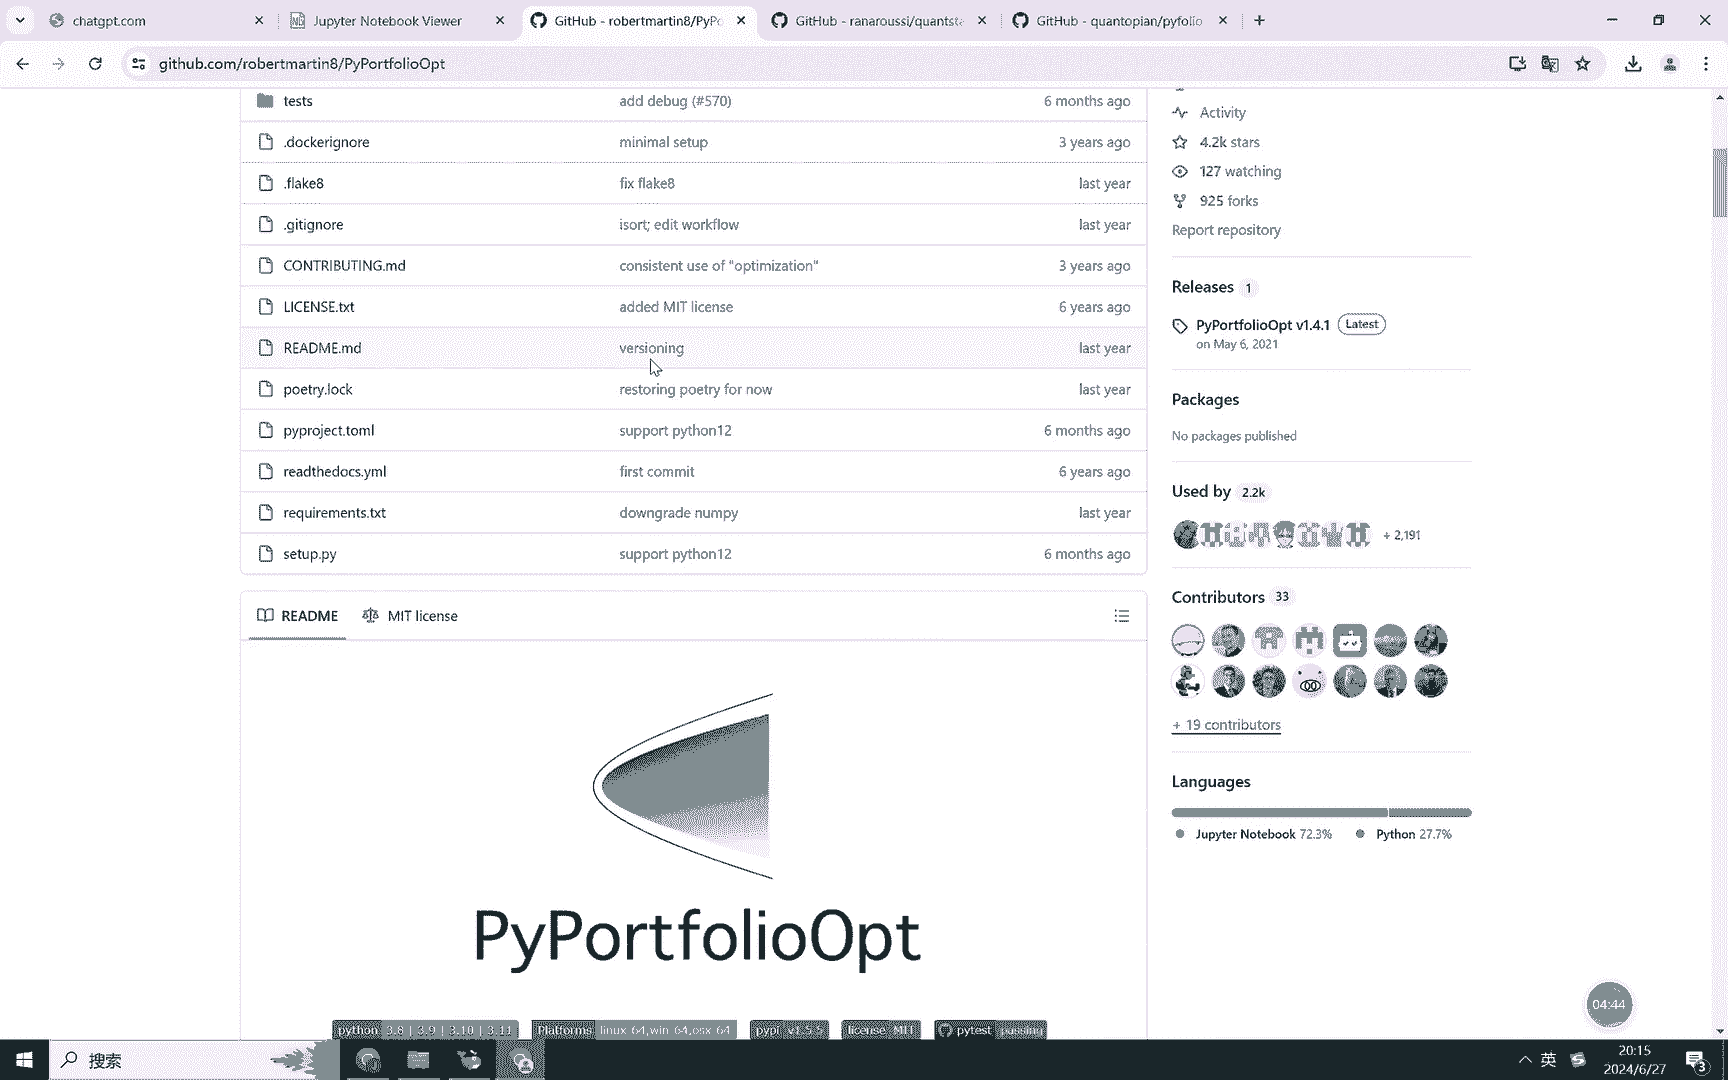 chatgpt.com
Jupyter Notebook Viewer
GitHub - robertmartin8/PyPo
GitHub - ranaroussi/quantsta
GitHub - quantopian/pyfolio
github.com/robertmartin8/PyPortfolioOpt
tests add debug (#570) 6 months ago
.dockerignore minimal setup 3 years ago
.flake8 fix flake8 last year
.gitignore isort; edit workflow last year
CONTRIBUTING.md consistent use of "optimization" 3 years ago
LICENSE.txt added MIT license 6 years ago
README.md versioning last year
poetry.lock restoring poetry for now last year
pyproject.toml support python12 6 months ago
readthedocs.yml first commit 6 years ago
requirements.txt downgrade numpy last year
setup.py support python12 6 months ago
README MIT license
PyPortfolioOpt
python 3.8 | 3.9 | 3.10 | 3.11 Platforms linux-64,win-64,osx-64 pypi v1.5.5 license MIT pytest passing
Activity
4.2k stars
127 watching
925 forks
Report repository
Releases 1
PyPortfolioOpt v1.4.1 Latest
on May 6, 2021
Packages
No packages published
Used by 2.2k
+ 2,191
Contributors 33
+ 19 contributors
Languages
Jupyter Notebook 72.3% Python 27.7%
04:44
搜索
英
20:15
2024/6/27
3